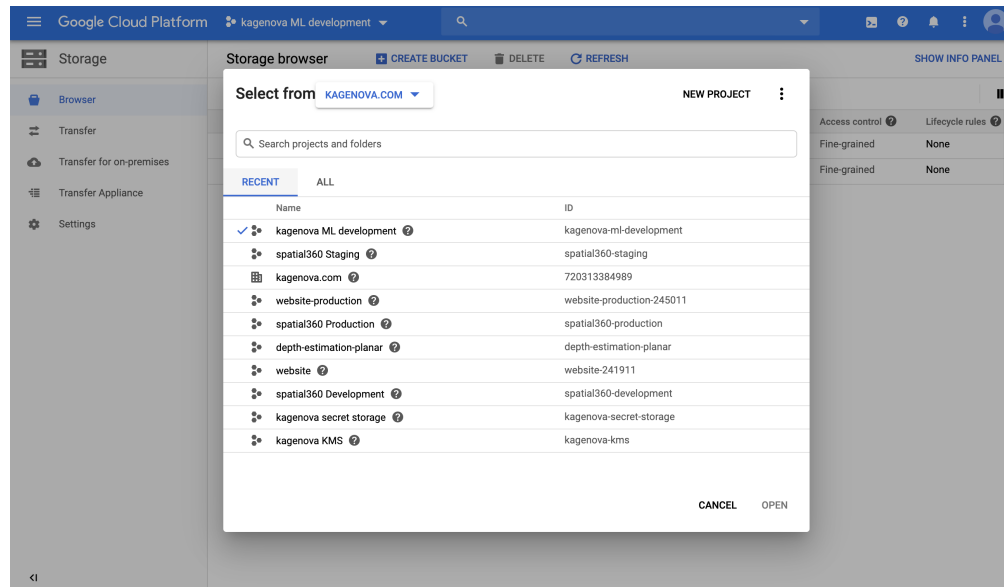 Google Cloud Platform kagenova ML development
Storage
Storage browser CREATE BUCKET DELETE REFRESH SHOW INFO PANEL
Browser
Transfer
Transfer for on-premises
Transfer Appliance
Settings
Select from KAGENOVA.COM NEW PROJECT
Search projects and folders
RECENT ALL
Name ID
kagenova ML development kagenova-ml-development
spatial360 Staging spatial360-staging
kagenova.com 720313384989
website-production website-production-245011
spatial360 Production spatial360-production
depth-estimation-planar depth-estimation-planar
website website-241911
spatial360 Development spatial360-development
kagenova secret storage kagenova-secret-storage
kagenova KMS kagenova-kms
CANCEL OPEN
Access control Lifecycle rules
Fine-grained None
Fine-grained None